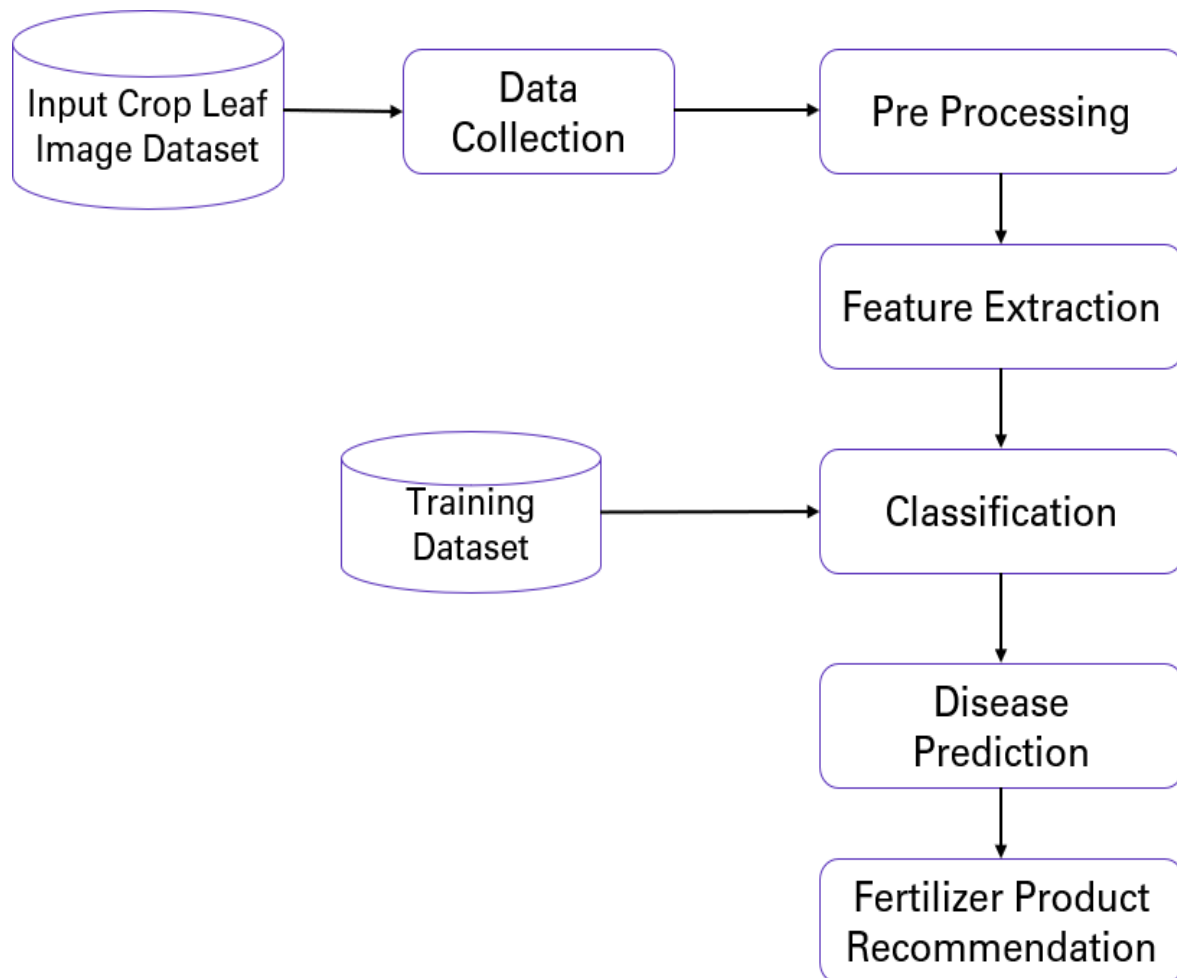 Input Crop Leaf
Image Dataset
Data
Collection
Pre Processing
Feature Extraction
Training
Dataset
Classification
Disease
Prediction
Fertilizer Product
Recommendation